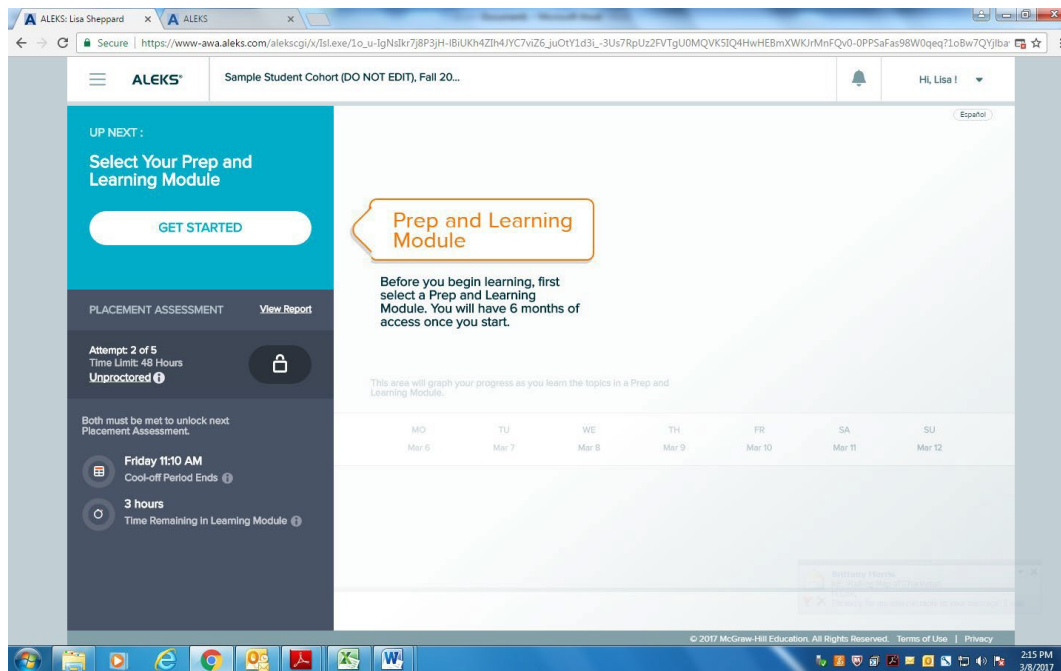 ALEKS: Lisa Sheppard
ALEKS
Secure
ALEKS
Sample Student Cohort (DO NOT EDIT), Fall 20...
Hi, Lisa !
Español
UP NEXT :
Select Your Prep and
Learning Module
GET STARTED
Prep and Learning
Module
Before you begin learning, first
select a Prep and Learning
Module. You will have 6 months of
access once you start.
PLACEMENT ASSESSMENT View Report
Attempt: 2 of 5
Time Limit: 48 Hours
Unproctored
This area will graph your progress as you learn the topics in a Prep and
Learning Module.
Both must be met to unlock next
Placement Assessment.
MO TU WE TH FR SA SU
Mar 6 Mar 7 Mar 8 Mar 9 Mar 10 Mar 11 Mar 12
Friday 11:10 AM
Cool-off Period Ends
3 hours
Time Remaining in Learning Module
© 2017 McGraw-Hill Education. All Rights Reserved. Terms of Use | Privacy
2:15 PM
3/8/2017